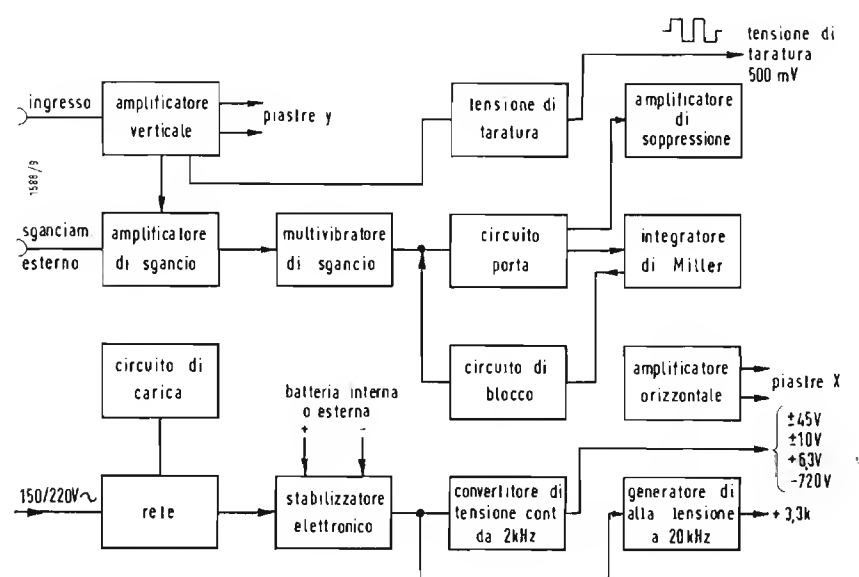 tensione di
taratura
500 mV
ingresso
amplificatore
verticale
piastre y
tensione di
taratura
amplificatore
di
soppressione
1588/9
sganciam.
esterno
amplificatore
di sgancio
multivibratore
di sgancio
circuito
porta
integratore
di Miller
circuito di
carica
batteria interna
o esterna
+ -
circuito di
blocco
amplificatore
orizzontale
piastre X
±45V
±10V
+6,3V
-720V
150/220V~
rete
stabilizzatore
elettronico
convertitore di
tensione cont
da 2kHz
generatore di
alta tensione
a 20kHz
+3,3k